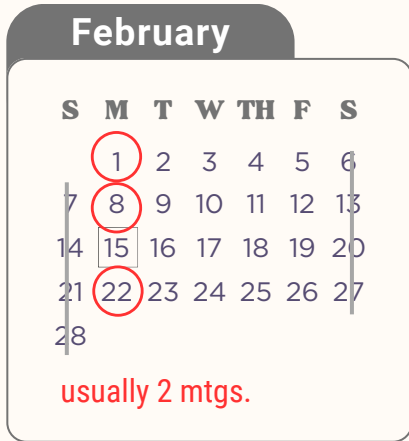 February
S M T W TH F S
1 2 3 4 5 6
7 8 9 10 11 12 13
14 15 16 17 18 19 20
21 22 23 24 25 26 27
28
usually 2 mtgs.